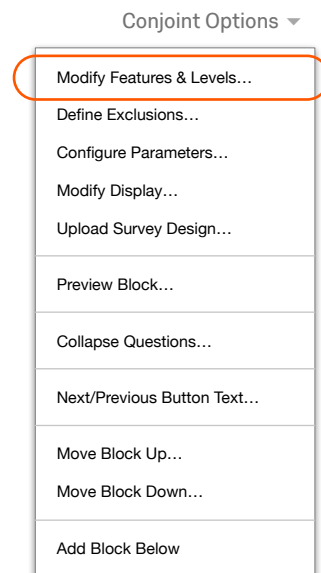 Conjoint Options
Modify Features & Levels…
Define Exclusions…
Configure Parameters…
Modify Display…
Upload Survey Design…
Preview Block…
Collapse Questions…
Next/Previous Button Text…
Move Block Up…
Move Block Down…
Add Block Below